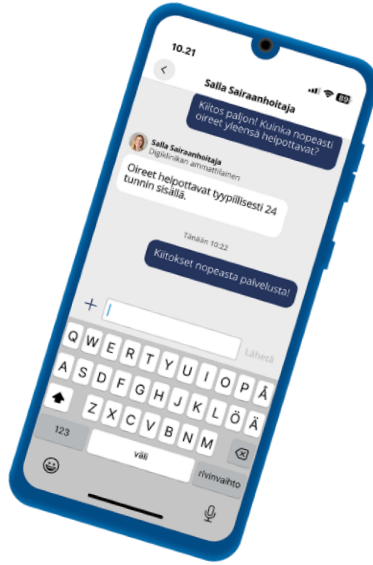 10.21
89
Salla Sairaanhoitaja
Kiitos paljon! Kuinka nopeasti
oireet yleensä helpottavat?
Salla Sairaanhoitaja
Digiklinikan ammattilainen
Oireet helpottavat tyypillisesti 24
tunnin sisällä.
Tänään 10:22
Kiitokset nopeasta palvelusta!
Lähetä
Q W E R T Y U I O P Å
A S D F G H J K L Ö Ä
Z X C V B N M
123
väli
rivinvaihto